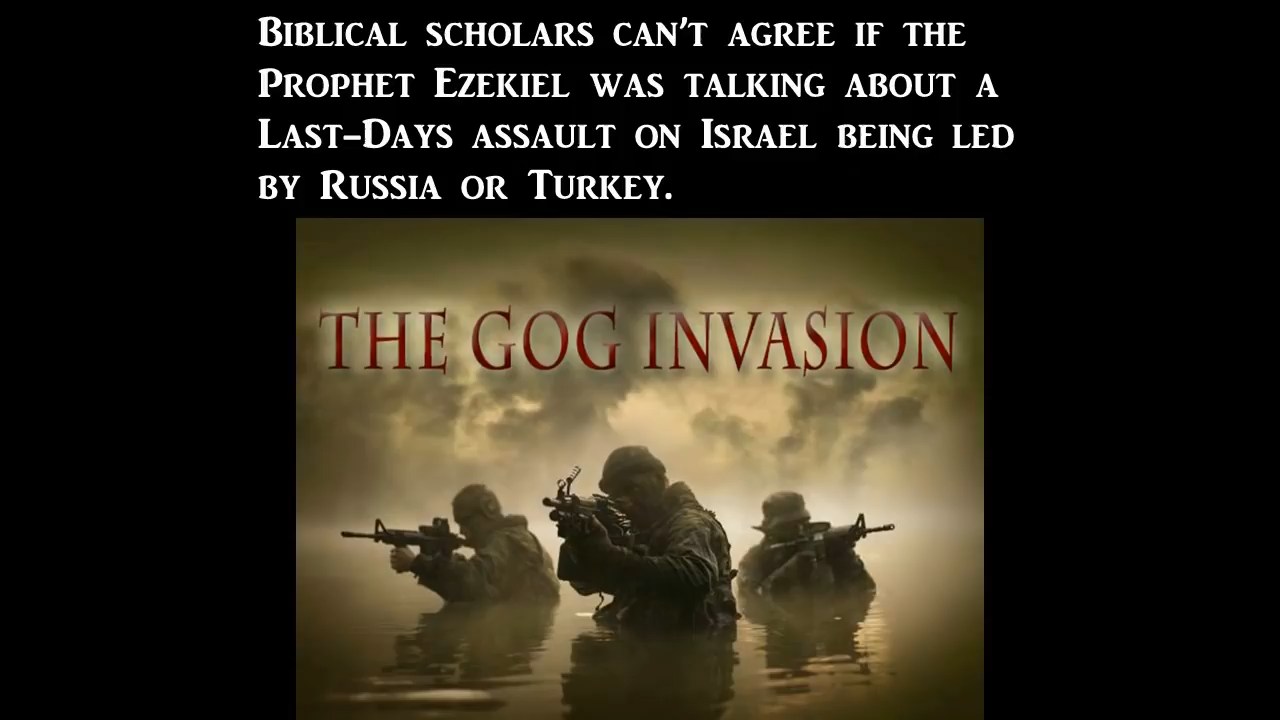 Biblical scholars can't agree if the
Prophet Ezekiel was talking about a
Last-Days assault on Israel being led
by Russia or Turkey.
THE GOG INVASION